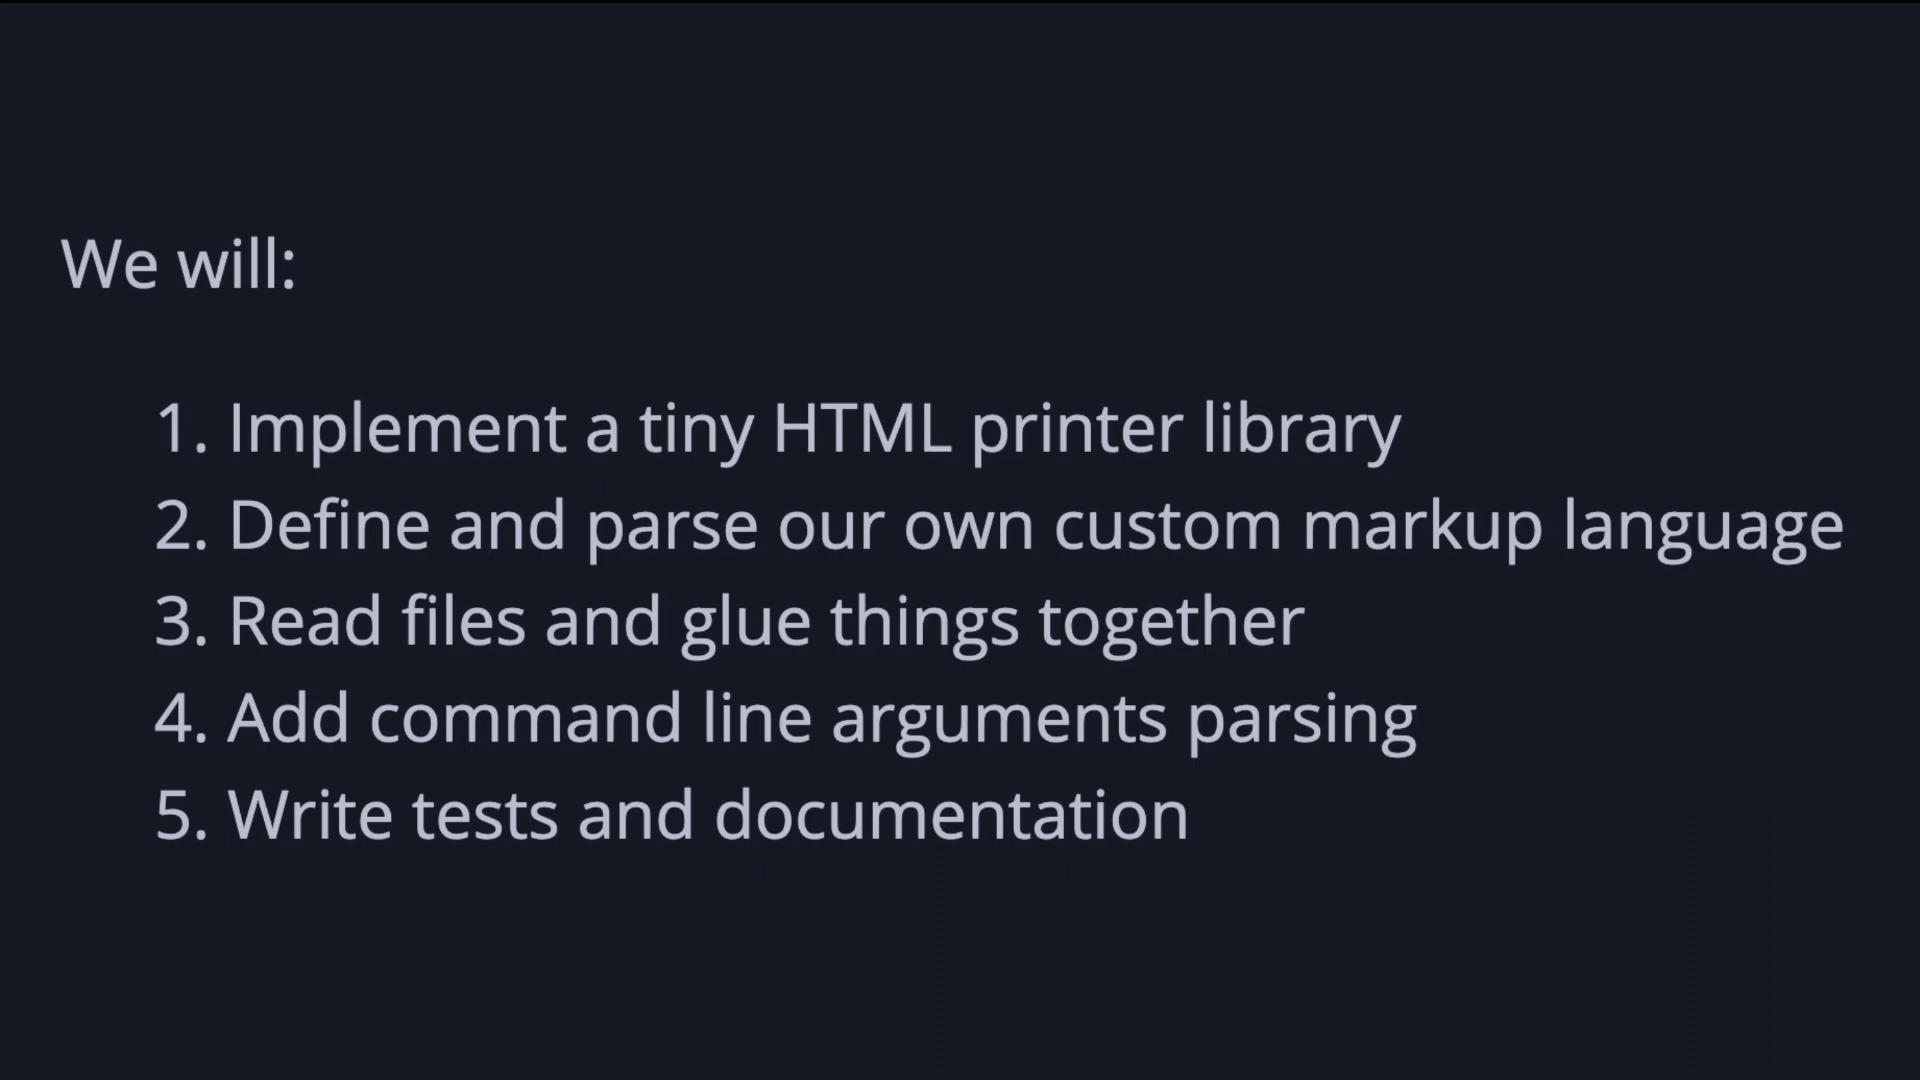 We will:
1. Implement a tiny HTML printer library
2. Define and parse our own custom markup language
3. Read files and glue things together
4. Add command line arguments parsing
5. Write tests and documentation